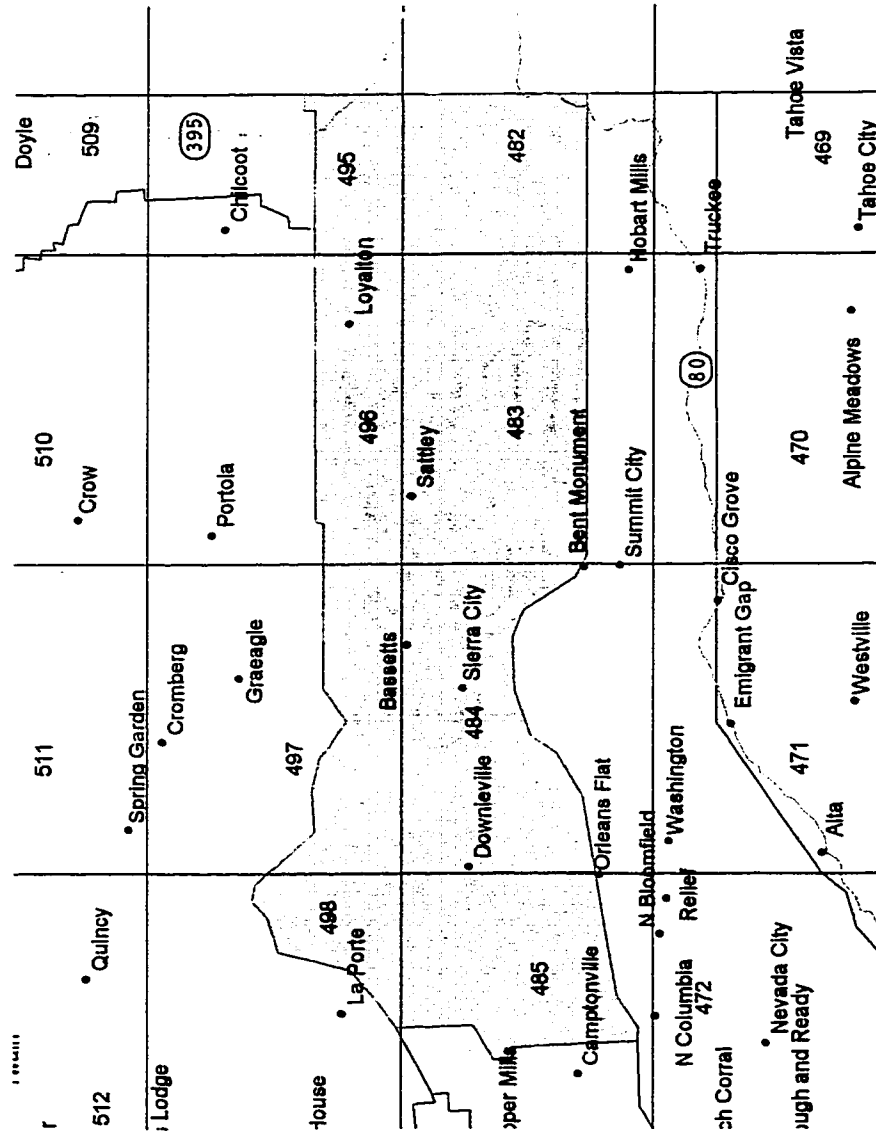 Doyle
509
395
Chilcoot
495
482
Tahoe Vista
469
Tahoe City
Hobart Mills
Truckee
Loyalton
510
Crow
Portola
496
483
Sattley
Bent Monument
Summit City
80
470
Alpine Meadows
Cisco Grove
Emigrant Gap
Westville
Bassetts
Sierra City
Graeagle
Cromberg
Spring Garden
511
497
484
Downieville
Orleans Flat
Washington
471
Alta
N Bloomfield
Relief
Quincy
498
La Porte
485
Camptonville
N Columbia
472
Nevada City
ough and Ready
ch Corral
oper Mills
House
s Lodge
512
r